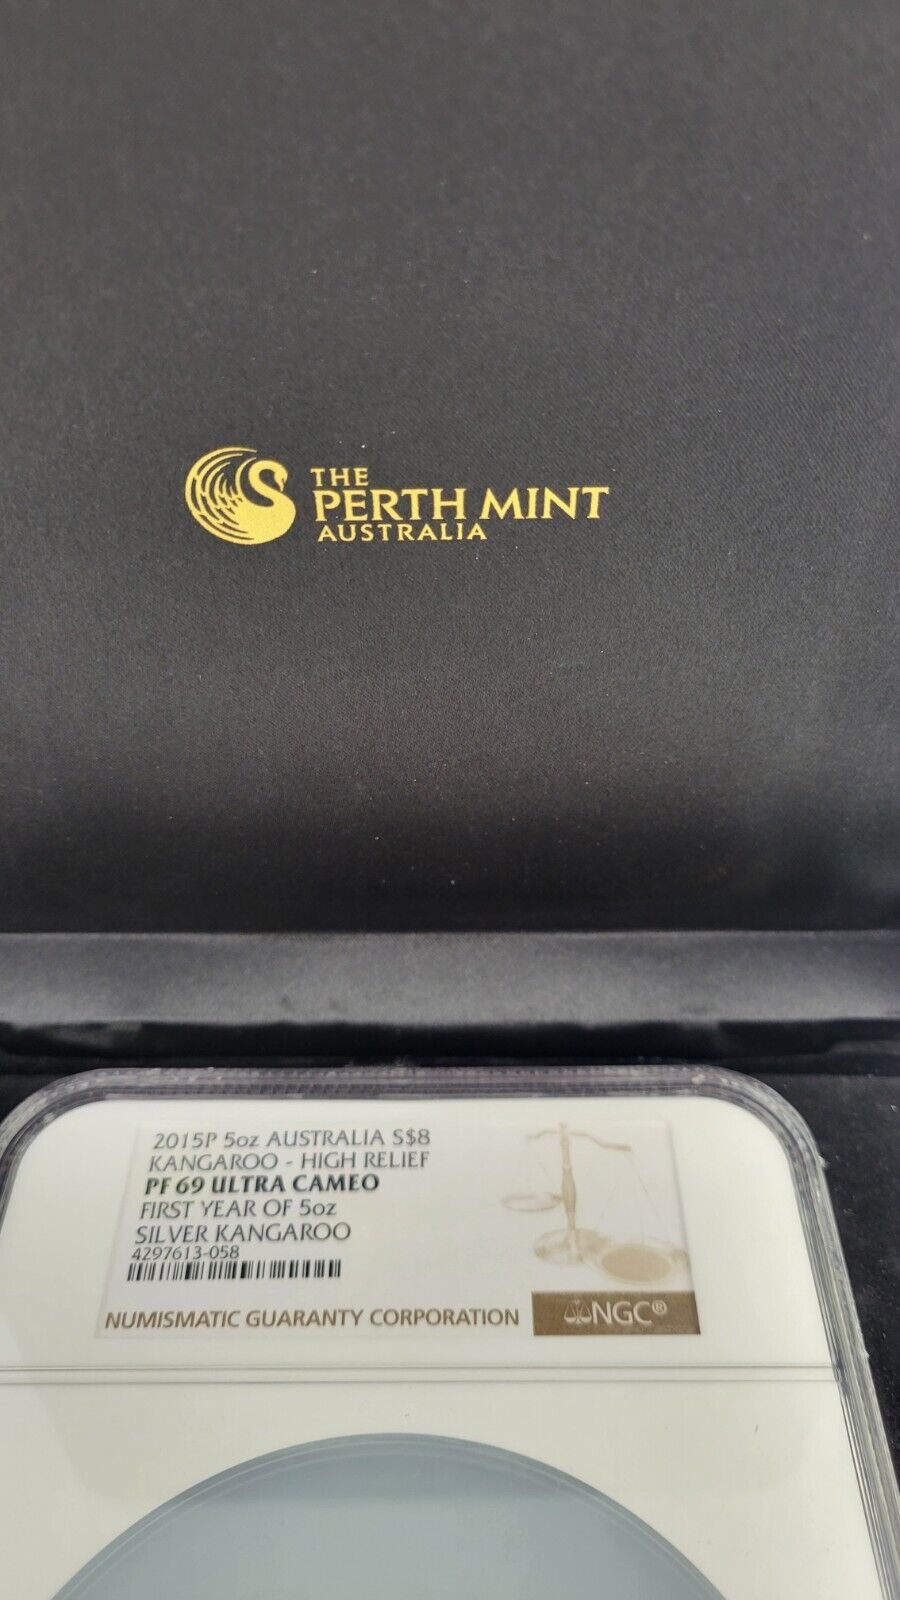 THE
PERTH MINT
AUSTRALIA
2015P 5oz AUSTRALIA S$8
KANGAROO - HIGH RELIEF
PF 69 ULTRA CAMEO
FIRST YEAR OF 5oz
SILVER KANGAROO
4297613-058
NUMISMATIC GUARANTY CORPORATION
NGC®